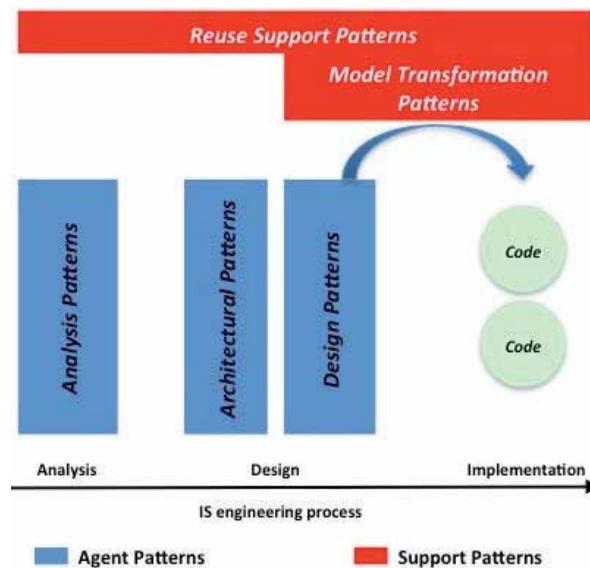 Reuse Support Patterns
Model Transformation
Patterns
Analysis Patterns
Architectural Patterns
Design Patterns
Code
Code
Analysis
Design
Implementation
IS engineering process
Agent Patterns
Support Patterns